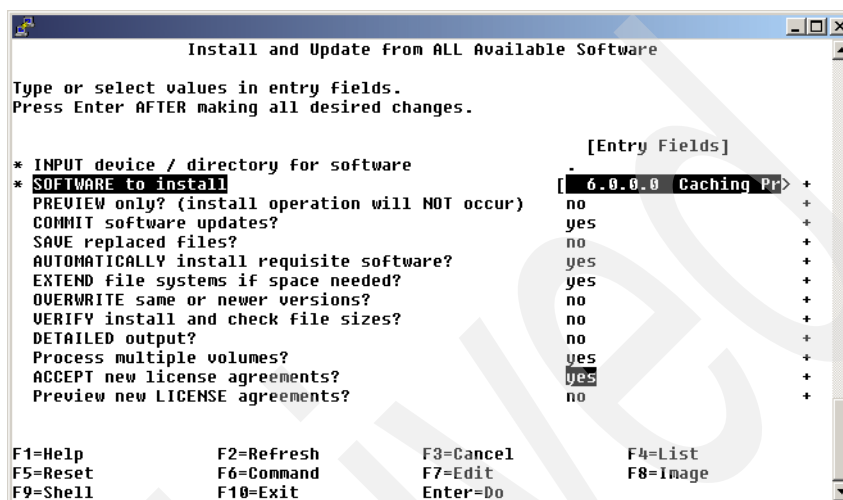 Install and Update from ALL Available Software
Type or select values in entry fields.
Press Enter AFTER making all desired changes.
[Entry Fields]
* INPUT device / directory for software .
* SOFTWARE to install [ 6.0.0.0 Caching Pr> +
PREVIEW only? (install operation will NOT occur) no +
COMMIT software updates? yes +
SAVE replaced files? no +
AUTOMATICALLY install requisite software? yes +
EXTEND file systems if space needed? yes +
OVERWRITE same or newer versions? no +
VERIFY install and check file sizes? no +
DETAILED output? no +
Process multiple volumes? yes +
ACCEPT new license agreements? yes +
Preview new LICENSE agreements? no +
F1=Help F2=Refresh F3=Cancel F4=List
F5=Reset F6=Command F7=Edit F8=Image
F9=Shell F10=Exit Enter=Do